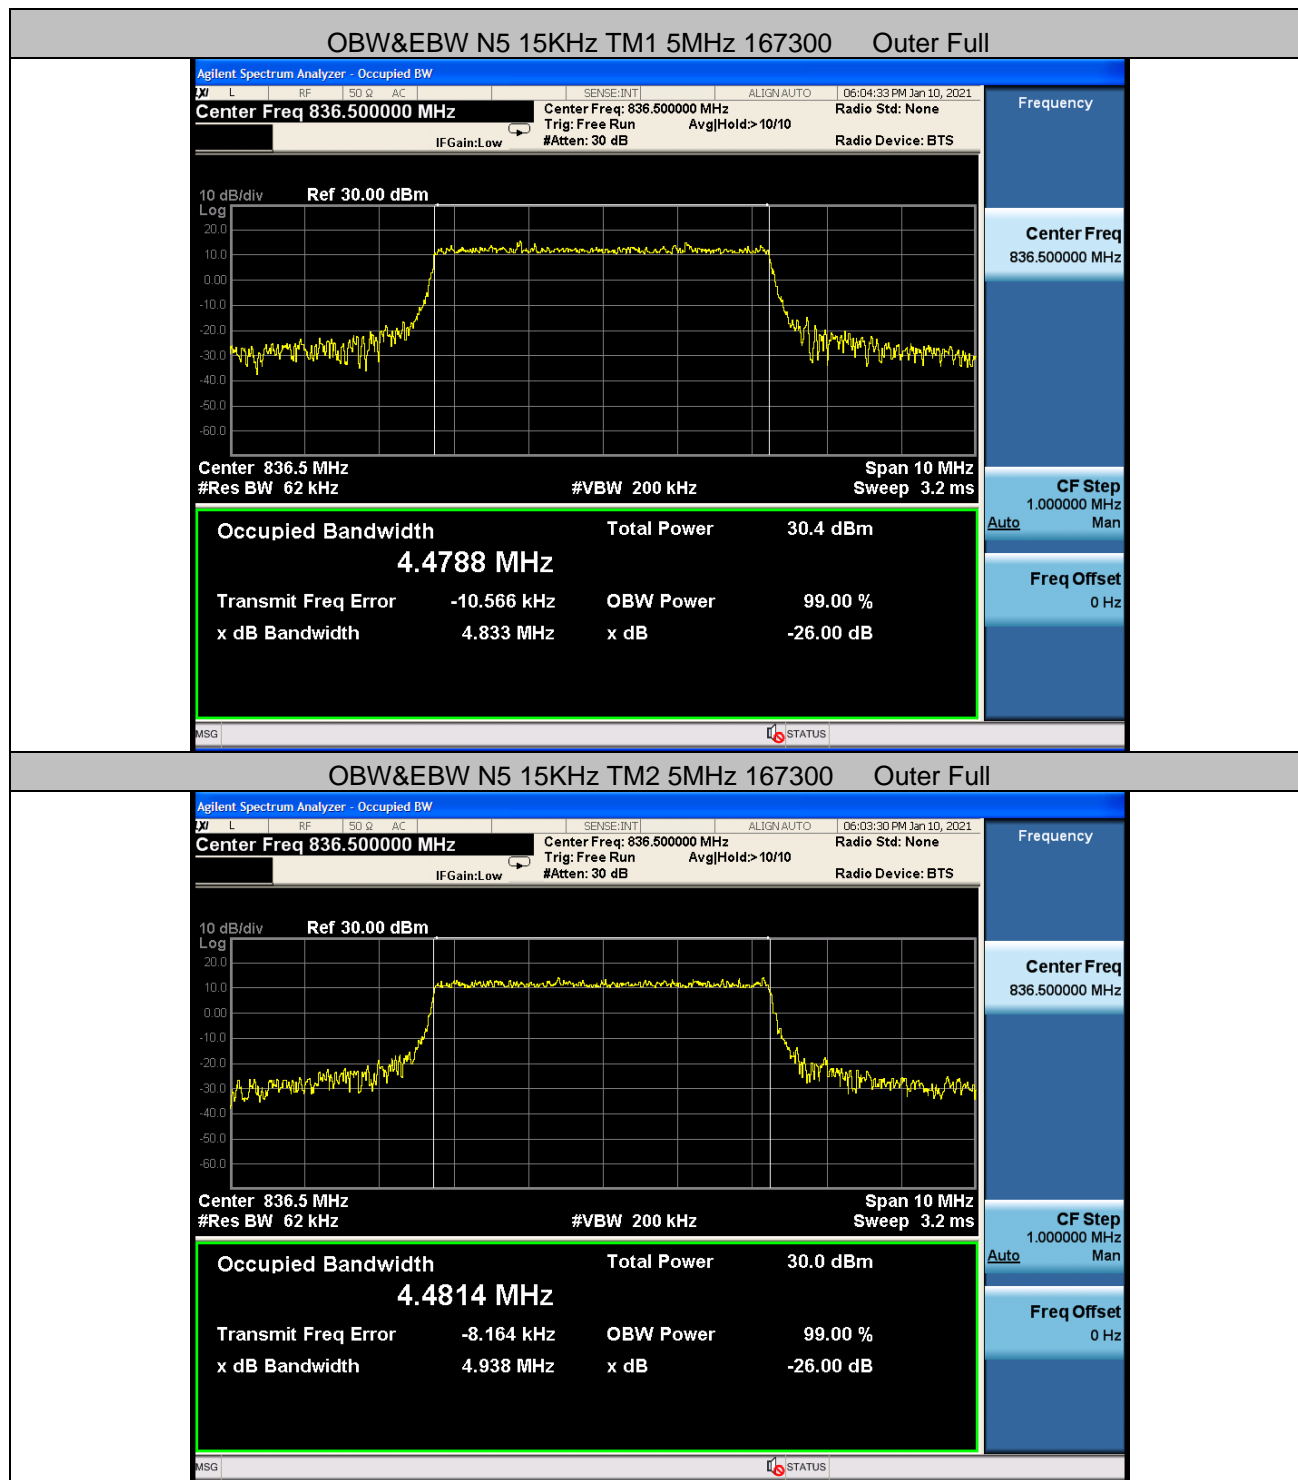 OBW&EBW N5 15KHz TM1 5MHz 167300 Outer Full
Agilent Spectrum Analyzer - Occupied BW
LXI L RF 50 Ω AC SENSE:INT ALIGN AUTO 06:04:33 PM Jan 10, 2021
Center Freq 836.500000 MHz
Center Freq: 836.500000 MHz Radio Std: None
Trig: Free Run Avg|Hold:>10/10
IFGain:Low #Atten: 30 dB Radio Device: BTS
Frequency
10 dB/div Ref 30.00 dBm
Log
20.0
10.0
0.00
-10.0
-20.0
-30.0
-40.0
-50.0
-60.0
Center 836.5 MHz Span 10 MHz
#Res BW 62 kHz #VBW 200 kHz Sweep 3.2 ms
Center Freq
836.500000 MHz
CF Step
1.000000 MHz
Auto Man
Freq Offset
0 Hz
Occupied Bandwidth Total Power 30.4 dBm
4.4788 MHz
Transmit Freq Error -10.566 kHz OBW Power 99.00 %
x dB Bandwidth 4.833 MHz x dB -26.00 dB
MSG STATUS
OBW&EBW N5 15KHz TM2 5MHz 167300 Outer Full
Agilent Spectrum Analyzer - Occupied BW
LXI L RF 50 Ω AC SENSE:INT ALIGN AUTO 06:03:30 PM Jan 10, 2021
Center Freq 836.500000 MHz
Center Freq: 836.500000 MHz Radio Std: None
Trig: Free Run Avg|Hold:>10/10
IFGain:Low #Atten: 30 dB Radio Device: BTS
Frequency
10 dB/div Ref 30.00 dBm
Log
20.0
10.0
0.00
-10.0
-20.0
-30.0
-40.0
-50.0
-60.0
Center 836.5 MHz Span 10 MHz
#Res BW 62 kHz #VBW 200 kHz Sweep 3.2 ms
Center Freq
836.500000 MHz
CF Step
1.000000 MHz
Auto Man
Freq Offset
0 Hz
Occupied Bandwidth Total Power 30.0 dBm
4.4814 MHz
Transmit Freq Error -8.164 kHz OBW Power 99.00 %
x dB Bandwidth 4.938 MHz x dB -26.00 dB
MSG STATUS